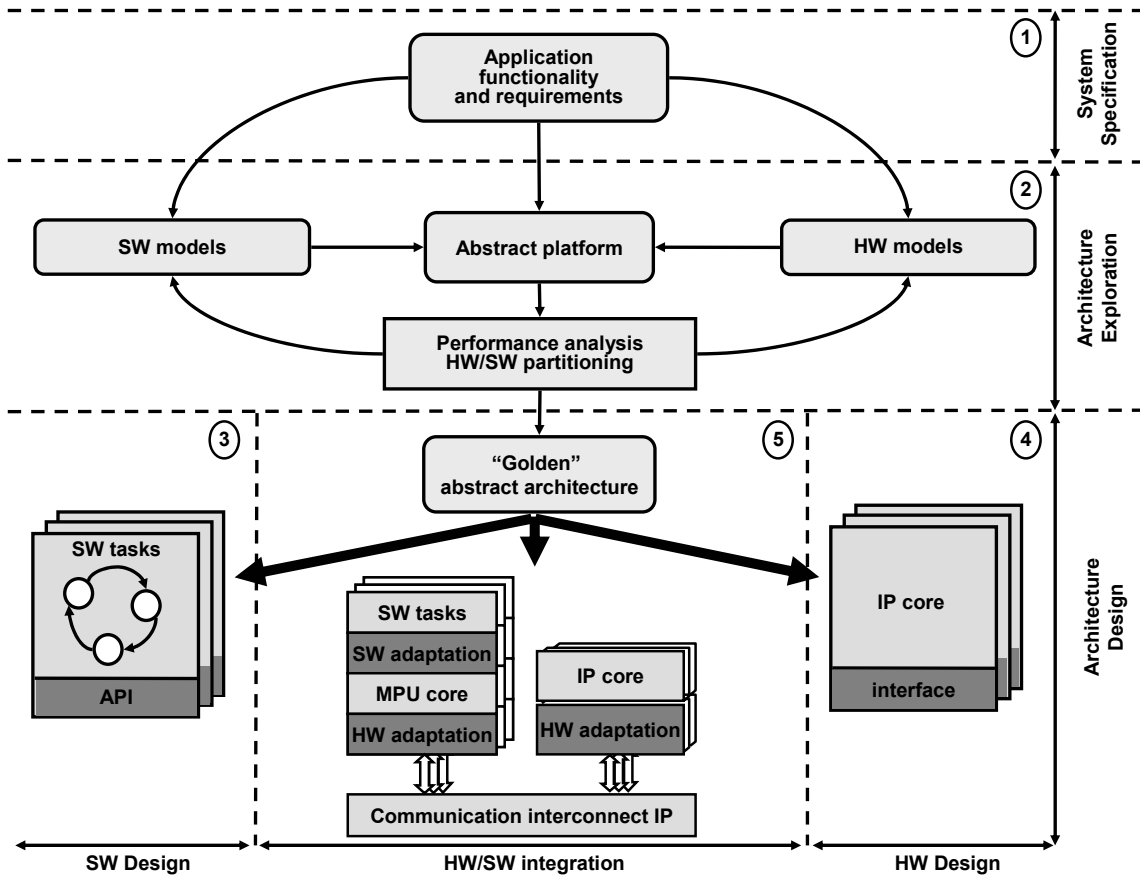 1
Application
functionality
and requirements
System
Specification
2
SW models
Abstract platform
HW models
Performance analysis
HW/SW partitioning
Architecture
Exploration
3
5
4
“Golden”
abstract architecture
SW tasks
API
SW tasks
SW adaptation
MPU core
HW adaptation
IP core
HW adaptation
Communication interconnect IP
IP core
interface
Architecture
Design
SW Design
HW/SW integration
HW Design